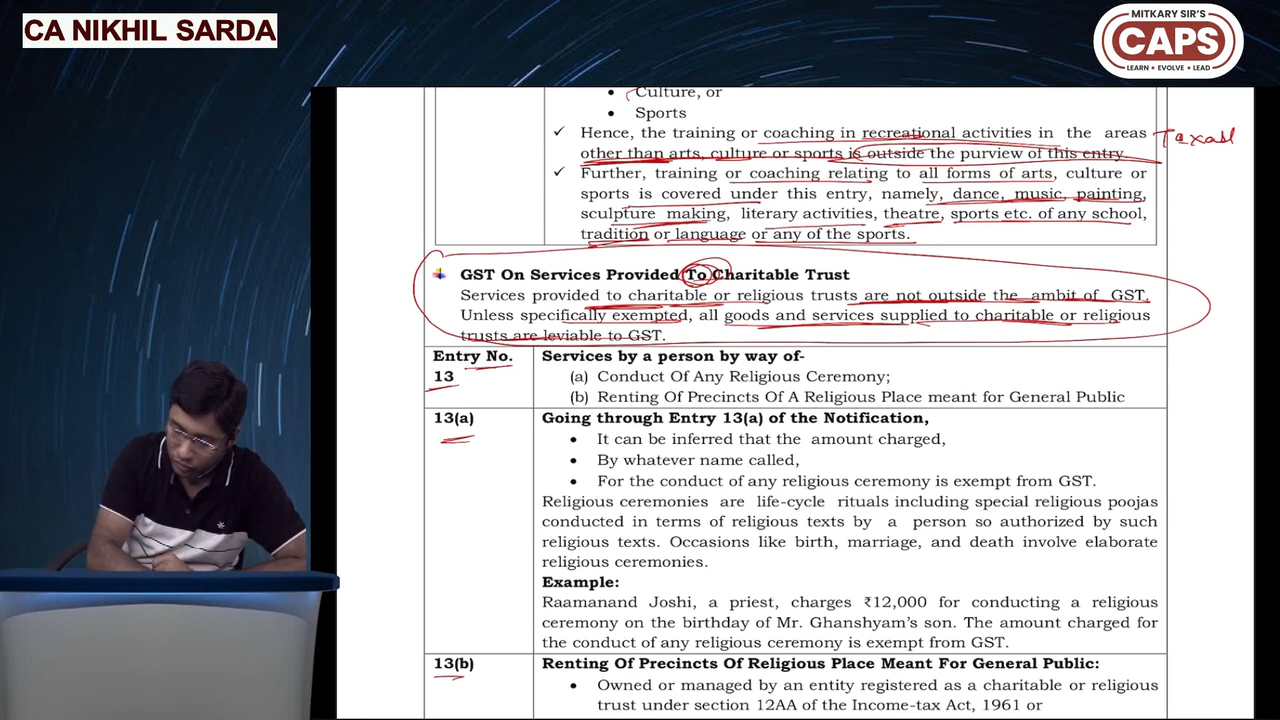 CA NIKHIL SARDA
MITKARY SIR'S
CAPS
LEARN • EVOLVE • LEAD
• Culture, or
• Sports
✓ Hence, the training or coaching in recreational activities in the areas
other than arts, culture or sports is outside the purview of this entry.
✓ Further, training or coaching relating to all forms of arts, culture or
sports is covered under this entry, namely, dance, music, painting,
sculpture making, literary activities, theatre, sports etc. of any school,
tradition or language or any of the sports.
GST On Services Provided To Charitable Trust
Services provided to charitable or religious trusts are not outside the ambit of GST.
Unless specifically exempted, all goods and services supplied to charitable or religious
trusts are leviable to GST.
Entry No. Services by a person by way of-
13 (a) Conduct Of Any Religious Ceremony;
(b) Renting Of Precincts Of A Religious Place meant for General Public
13(a) Going through Entry 13(a) of the Notification,
• It can be inferred that the amount charged,
• By whatever name called,
• For the conduct of any religious ceremony is exempt from GST.
Religious ceremonies are life-cycle rituals including special religious poojas
conducted in terms of religious texts by a person so authorized by such
religious texts. Occasions like birth, marriage, and death involve elaborate
religious ceremonies.
Example:
Raamanand Joshi, a priest, charges ₹12,000 for conducting a religious
ceremony on the birthday of Mr. Ghanshyam's son. The amount charged for
the conduct of any religious ceremony is exempt from GST.
13(b) Renting Of Precincts Of Religious Place Meant For General Public:
• Owned or managed by an entity registered as a charitable or religious
trust under section 12AA of the Income-tax Act, 1961 or